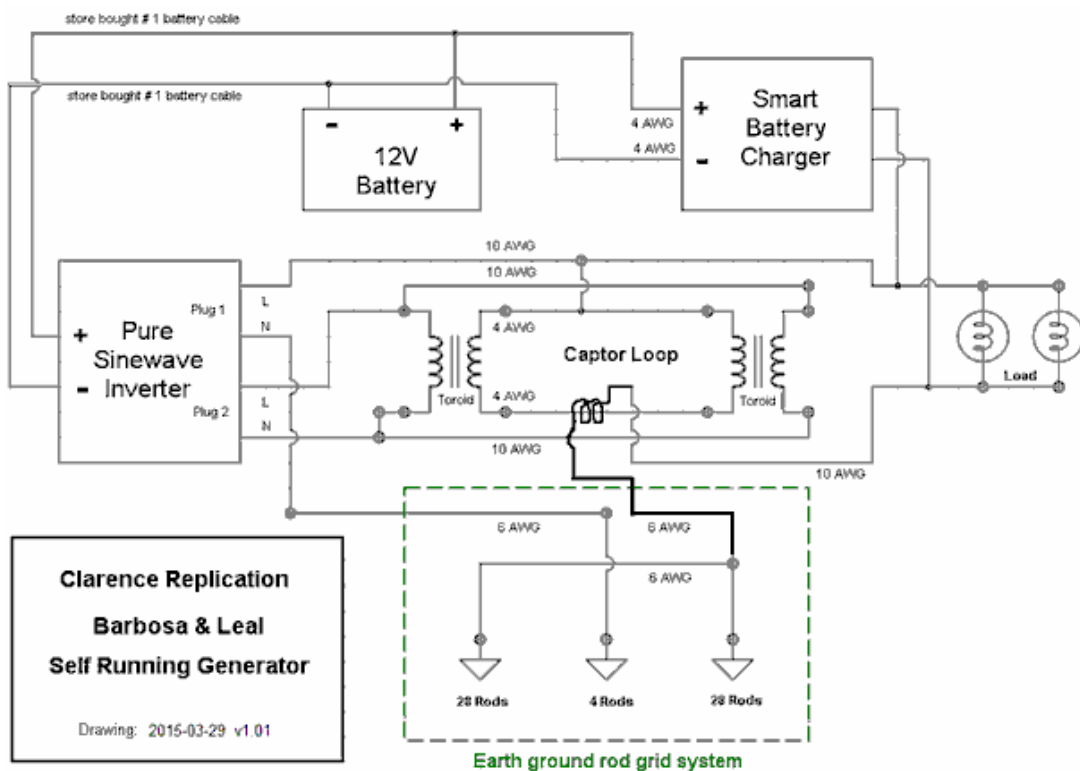 store bought # 1 battery cable
store bought # 1 battery cable
- +
12V
Battery
+
-
4 AWG
4 AWG
Smart
Battery
Charger
10 AWG
10 AWG
Plug 1
L
N
+
-
Pure
Sinewave
Inverter
Plug 2
L
N
4 AWG
Toroid
Captor Loop
4 AWG
Toroid
Load
10 AWG
10 AWG
6 AWG
6 AWG
6 AWG
28 Rods
4 Rods
28 Rods
Earth ground rod grid system
Clarence Replication
Barbosa & Leal
Self Running Generator
Drawing: 2015-03-29 v1.01